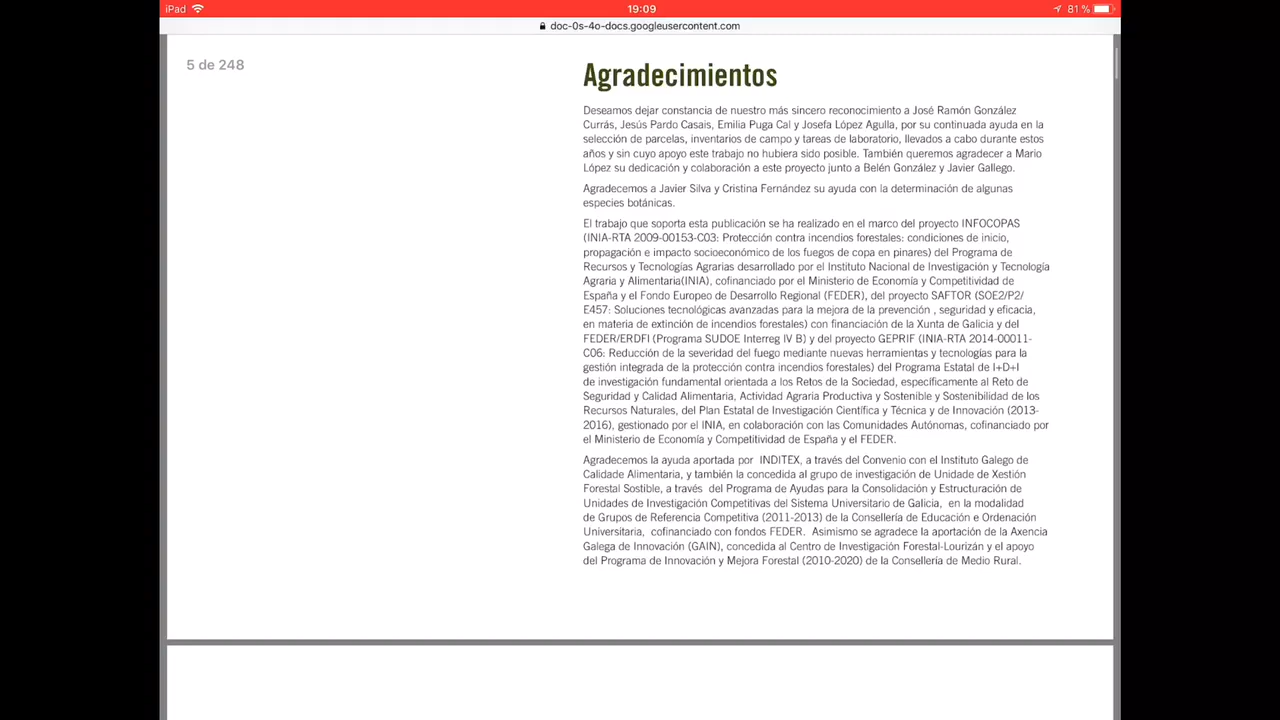 iPad
19:09
81 %
doc-0s-4o-docs.googleusercontent.com
5 de 248
Agradecimientos
Deseamos dejar constancia de nuestro más sincero reconocimiento a José Ramón González
Currás, Jesús Pardo Casais, Emilia Puga Cal y Josefa López Agulla, por su continuada ayuda en la
selección de parcelas, inventarios de campo y tareas de laboratorio, llevados a cabo durante estos
años y sin cuyo apoyo este trabajo no hubiera sido posible. También queremos agradecer a Mario
López su dedicación y colaboración a este proyecto junto a Belén González y Javier Gallego.
Agradecemos a Javier Silva y Cristina Fernández su ayuda con la determinación de algunas
especies botánicas.
El trabajo que soporta esta publicación se ha realizado en el marco del proyecto INFOCOPAS
(INIA-RTA 2009-00153-C03: Protección contra incendios forestales: condiciones de inicio,
propagación e impacto socioeconómico de los fuegos de copa en pinares) del Programa de
Recursos y Tecnologías Agrarias desarrollado por el Instituto Nacional de Investigación y Tecnología
Agraria y Alimentaria(INIA), cofinanciado por el Ministerio de Economía y Competitividad de
España y el Fondo Europeo de Desarrollo Regional (FEDER), del proyecto SAFTOR (SOE2/P2/
E457: Soluciones tecnológicas avanzadas para la mejora de la prevención , seguridad y eficacia,
en materia de extinción de incendios forestales) con financiación de la Xunta de Galicia y del
FEDER/ERDFI (Programa SUDOE Interreg IV B) y del proyecto GEPRIF (INIA-RTA 2014-00011-
C06: Reducción de la severidad del fuego mediante nuevas herramientas y tecnologías para la
gestión integrada de la protección contra incendios forestales) del Programa Estatal de I+D+I
de investigación fundamental orientada a los Retos de la Sociedad, específicamente al Reto de
Seguridad y Calidad Alimentaria, Actividad Agraria Productiva y Sostenible y Sostenibilidad de los
Recursos Naturales, del Plan Estatal de Investigación Científica y Técnica y de Innovación (2013-
2016), gestionado por el INIA, en colaboración con las Comunidades Autónomas, cofinanciado por
el Ministerio de Economía y Competitividad de España y el FEDER.
Agradecemos la ayuda aportada por INDITEX, a través del Convenio con el Instituto Galego de
Calidade Alimentaria, y también la concedida al grupo de investigación de Unidade de Xestión
Forestal Sostible, a través del Programa de Ayudas para la Consolidación y Estructuración de
Unidades de Investigación Competitivas del Sistema Universitario de Galicia, en la modalidad
de Grupos de Referencia Competitiva (2011-2013) de la Consellería de Educación e Ordenación
Universitaria, cofinanciado con fondos FEDER. Asimismo se agradece la aportación de la Axencia
Galega de Innovación (GAIN), concedida al Centro de Investigación Forestal-Lourizán y el apoyo
del Programa de Innovación y Mejora Forestal (2010-2020) de la Consellería de Medio Rural.